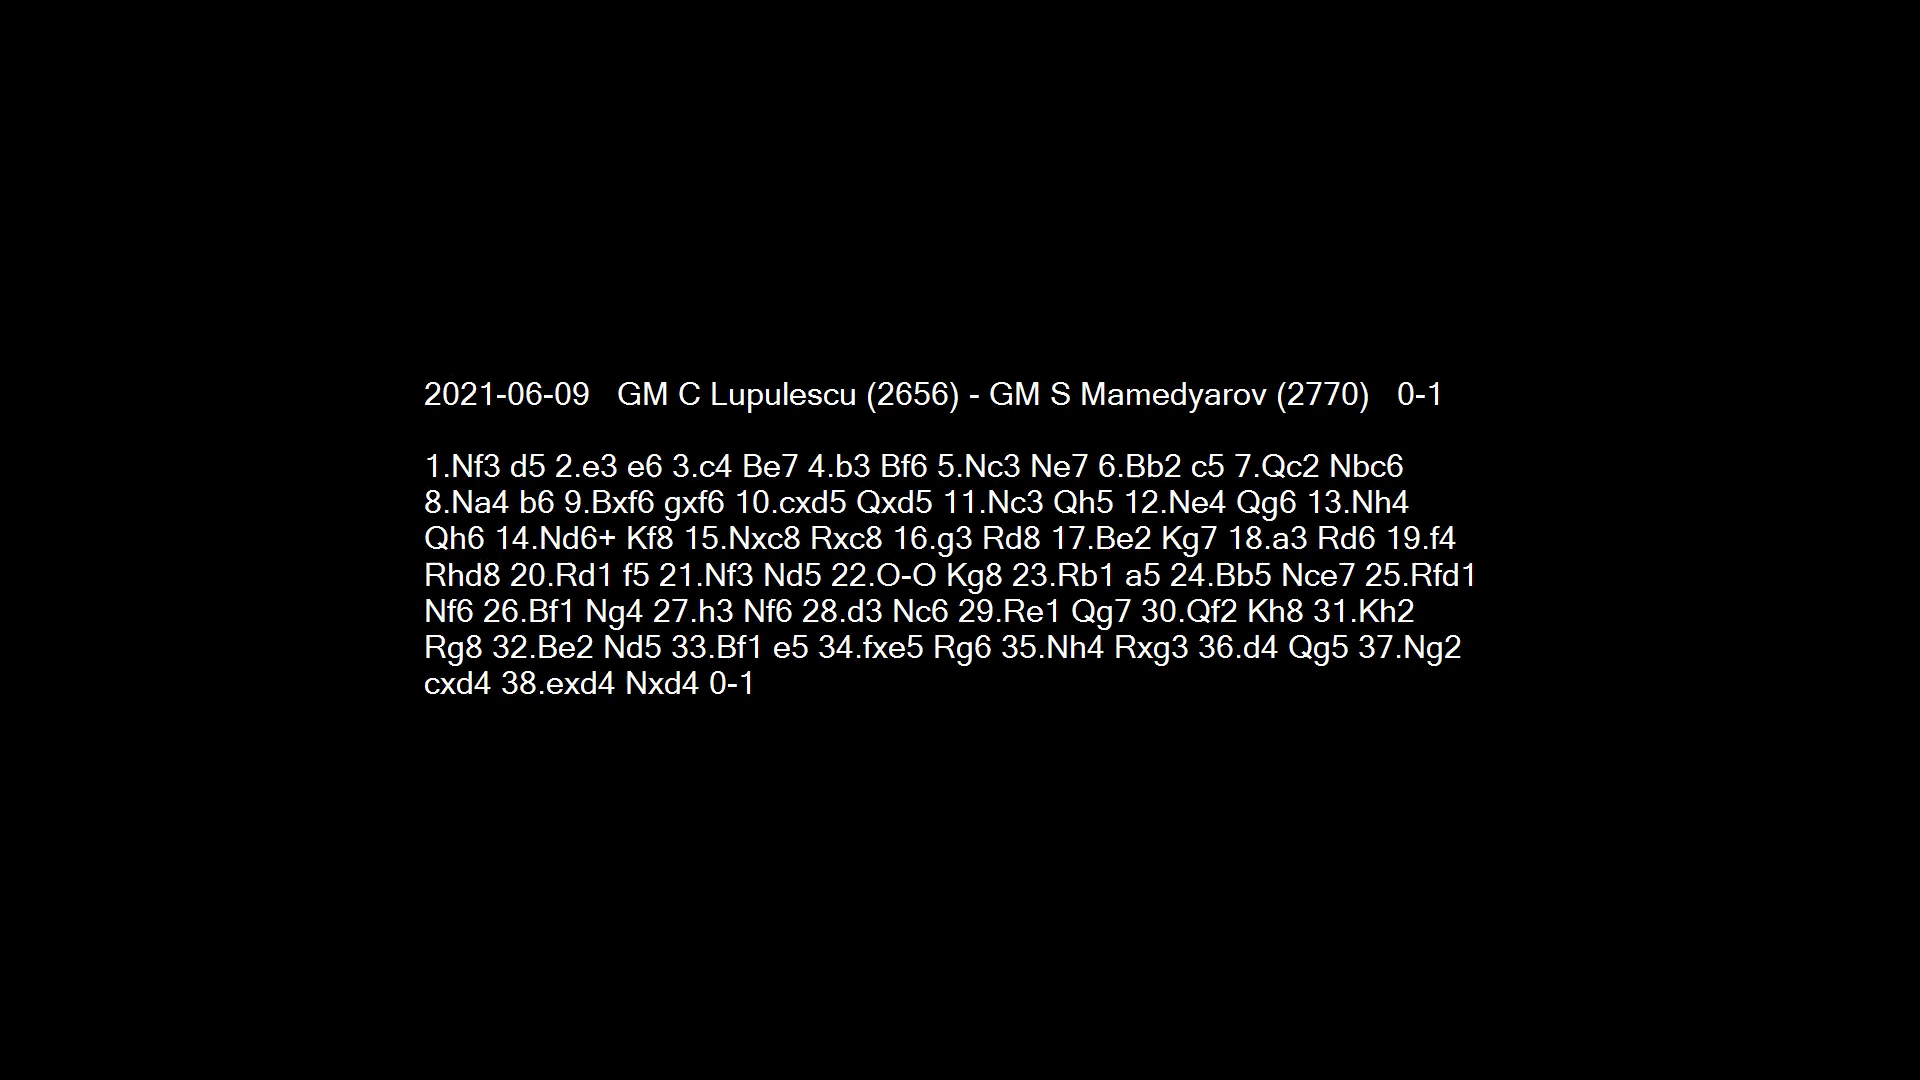 2021-06-09   GM C Lupulescu (2656) - GM S Mamedyarov (2770)   0-1
1.Nf3 d5 2.e3 e6 3.c4 Be7 4.b3 Bf6 5.Nc3 Ne7 6.Bb2 c5 7.Qc2 Nbc6
8.Na4 b6 9.Bxf6 gxf6 10.cxd5 Qxd5 11.Nc3 Qh5 12.Ne4 Qg6 13.Nh4
Qh6 14.Nd6+ Kf8 15.Nxc8 Rxc8 16.g3 Rd8 17.Be2 Kg7 18.a3 Rd6 19.f4
Rhd8 20.Rd1 f5 21.Nf3 Nd5 22.O-O Kg8 23.Rb1 a5 24.Bb5 Nce7 25.Rfd1
Nf6 26.Bf1 Ng4 27.h3 Nf6 28.d3 Nc6 29.Re1 Qg7 30.Qf2 Kh8 31.Kh2
Rg8 32.Be2 Nd5 33.Bf1 e5 34.fxe5 Rg6 35.Nh4 Rxg3 36.d4 Qg5 37.Ng2
cxd4 38.exd4 Nxd4 0-1